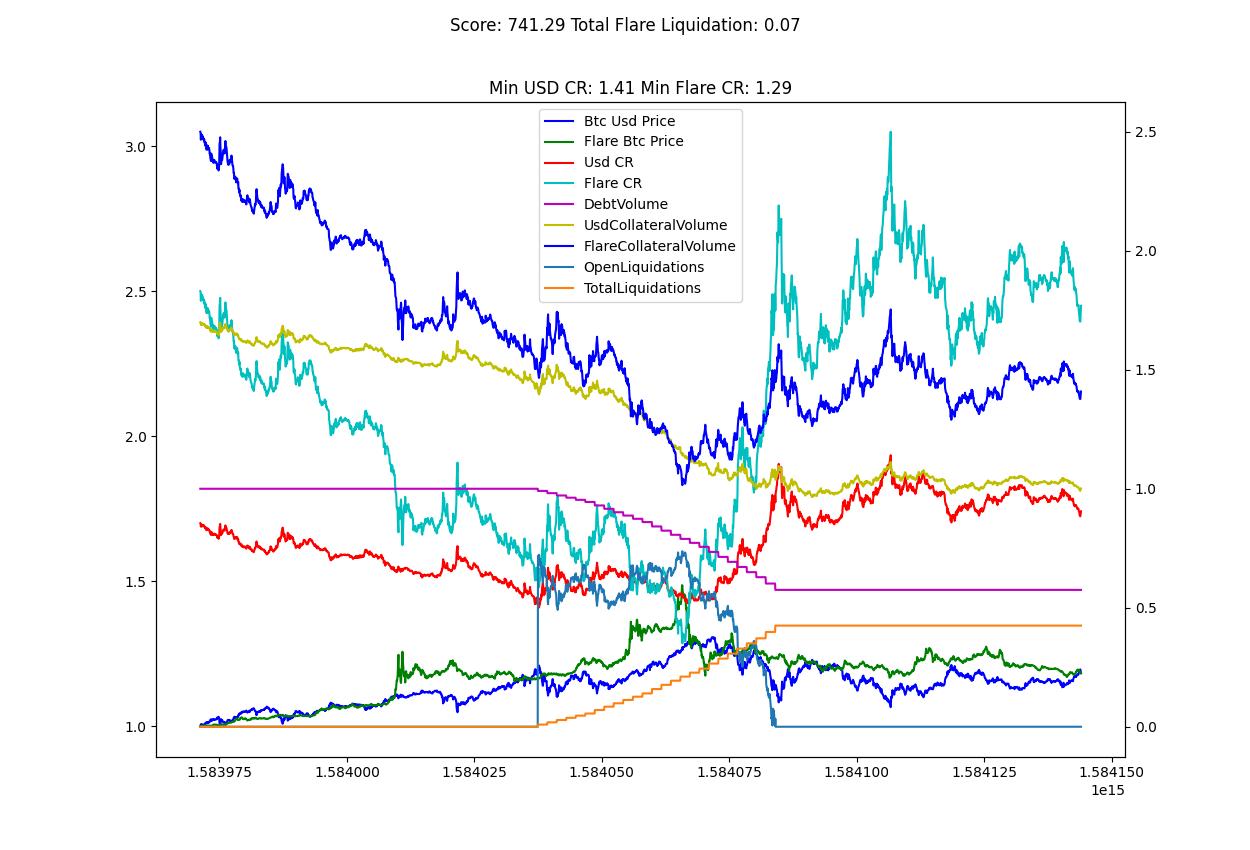 Score: 741.29 Total Flare Liquidation: 0.07
Min USD CR: 1.41 Min Flare CR: 1.29
Btc Usd Price
Flare Btc Price
Usd CR
Flare CR
DebtVolume
UsdCollateralVolume
FlareCollateralVolume
OpenLiquidations
TotalLiquidations
3.0
2.5
2.0
1.5
1.0
2.5
2.0
1.5
1.0
0.5
0.0
1.583975 1.584000 1.584025 1.584050 1.584075 1.584100 1.584125 1.584150
1e15